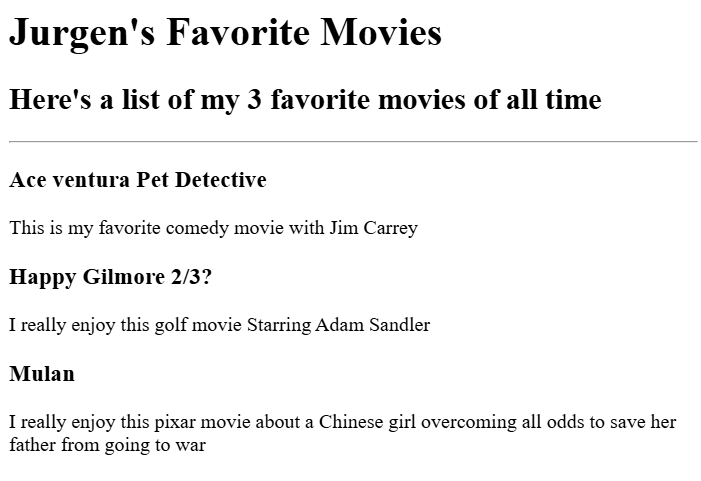 Jurgen's Favorite Movies
Here's a list of my 3 favorite movies of all time
Ace ventura Pet Detective
This is my favorite comedy movie with Jim Carrey
Happy Gilmore 2/3?
I really enjoy this golf movie Starring Adam Sandler
Mulan
I really enjoy this pixar movie about a Chinese girl overcoming all odds to save her
father from going to war